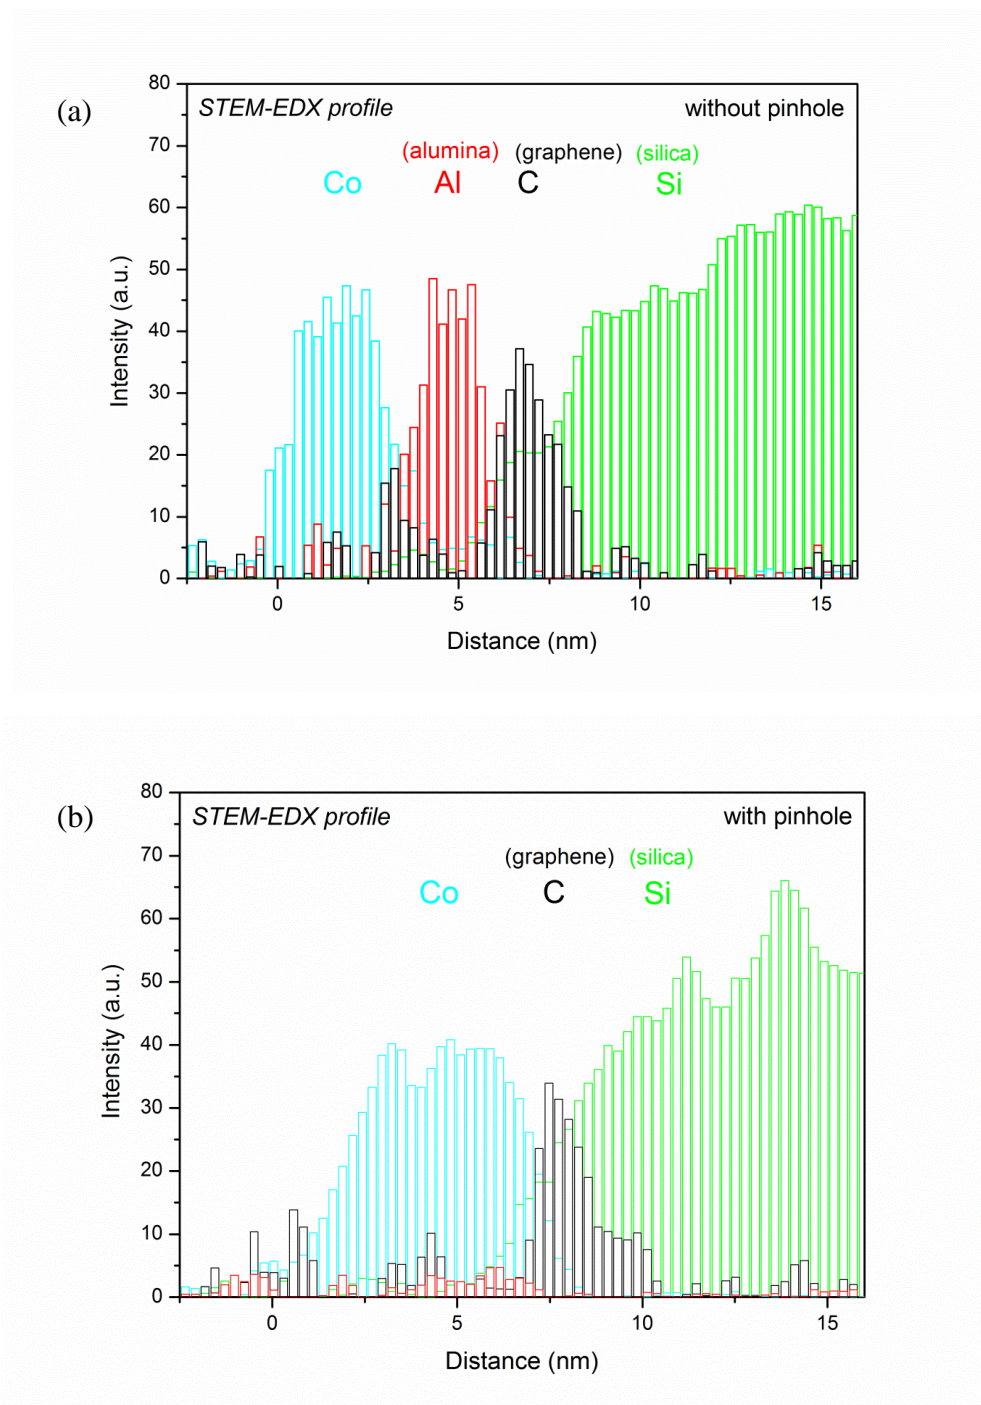 (a)
80
STEM-EDX profile without pinhole
70
(alumina) (graphene) (silica)
Co Al C Si
60
50
40
30
20
10
0
Intensity (a.u.)
0 5 10 15
Distance (nm)
(b)
80
STEM-EDX profile with pinhole
70
(graphene) (silica)
Co C Si
60
50
40
30
20
10
0
Intensity (a.u.)
0 5 10 15
Distance (nm)